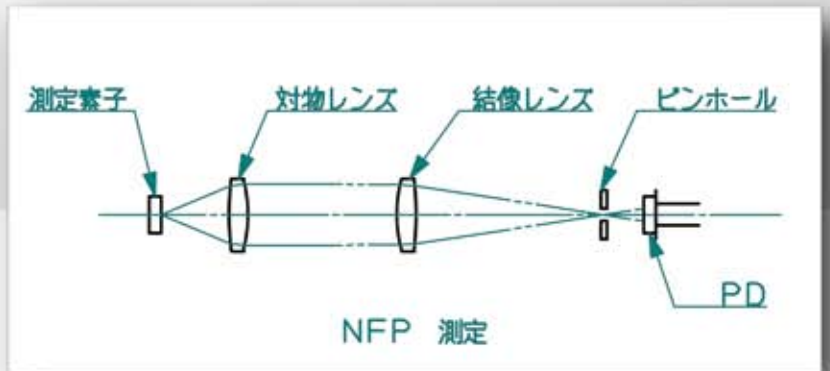 測定素子
対物レンズ
結像レンズ
ピンホール
PD
NFP 測定